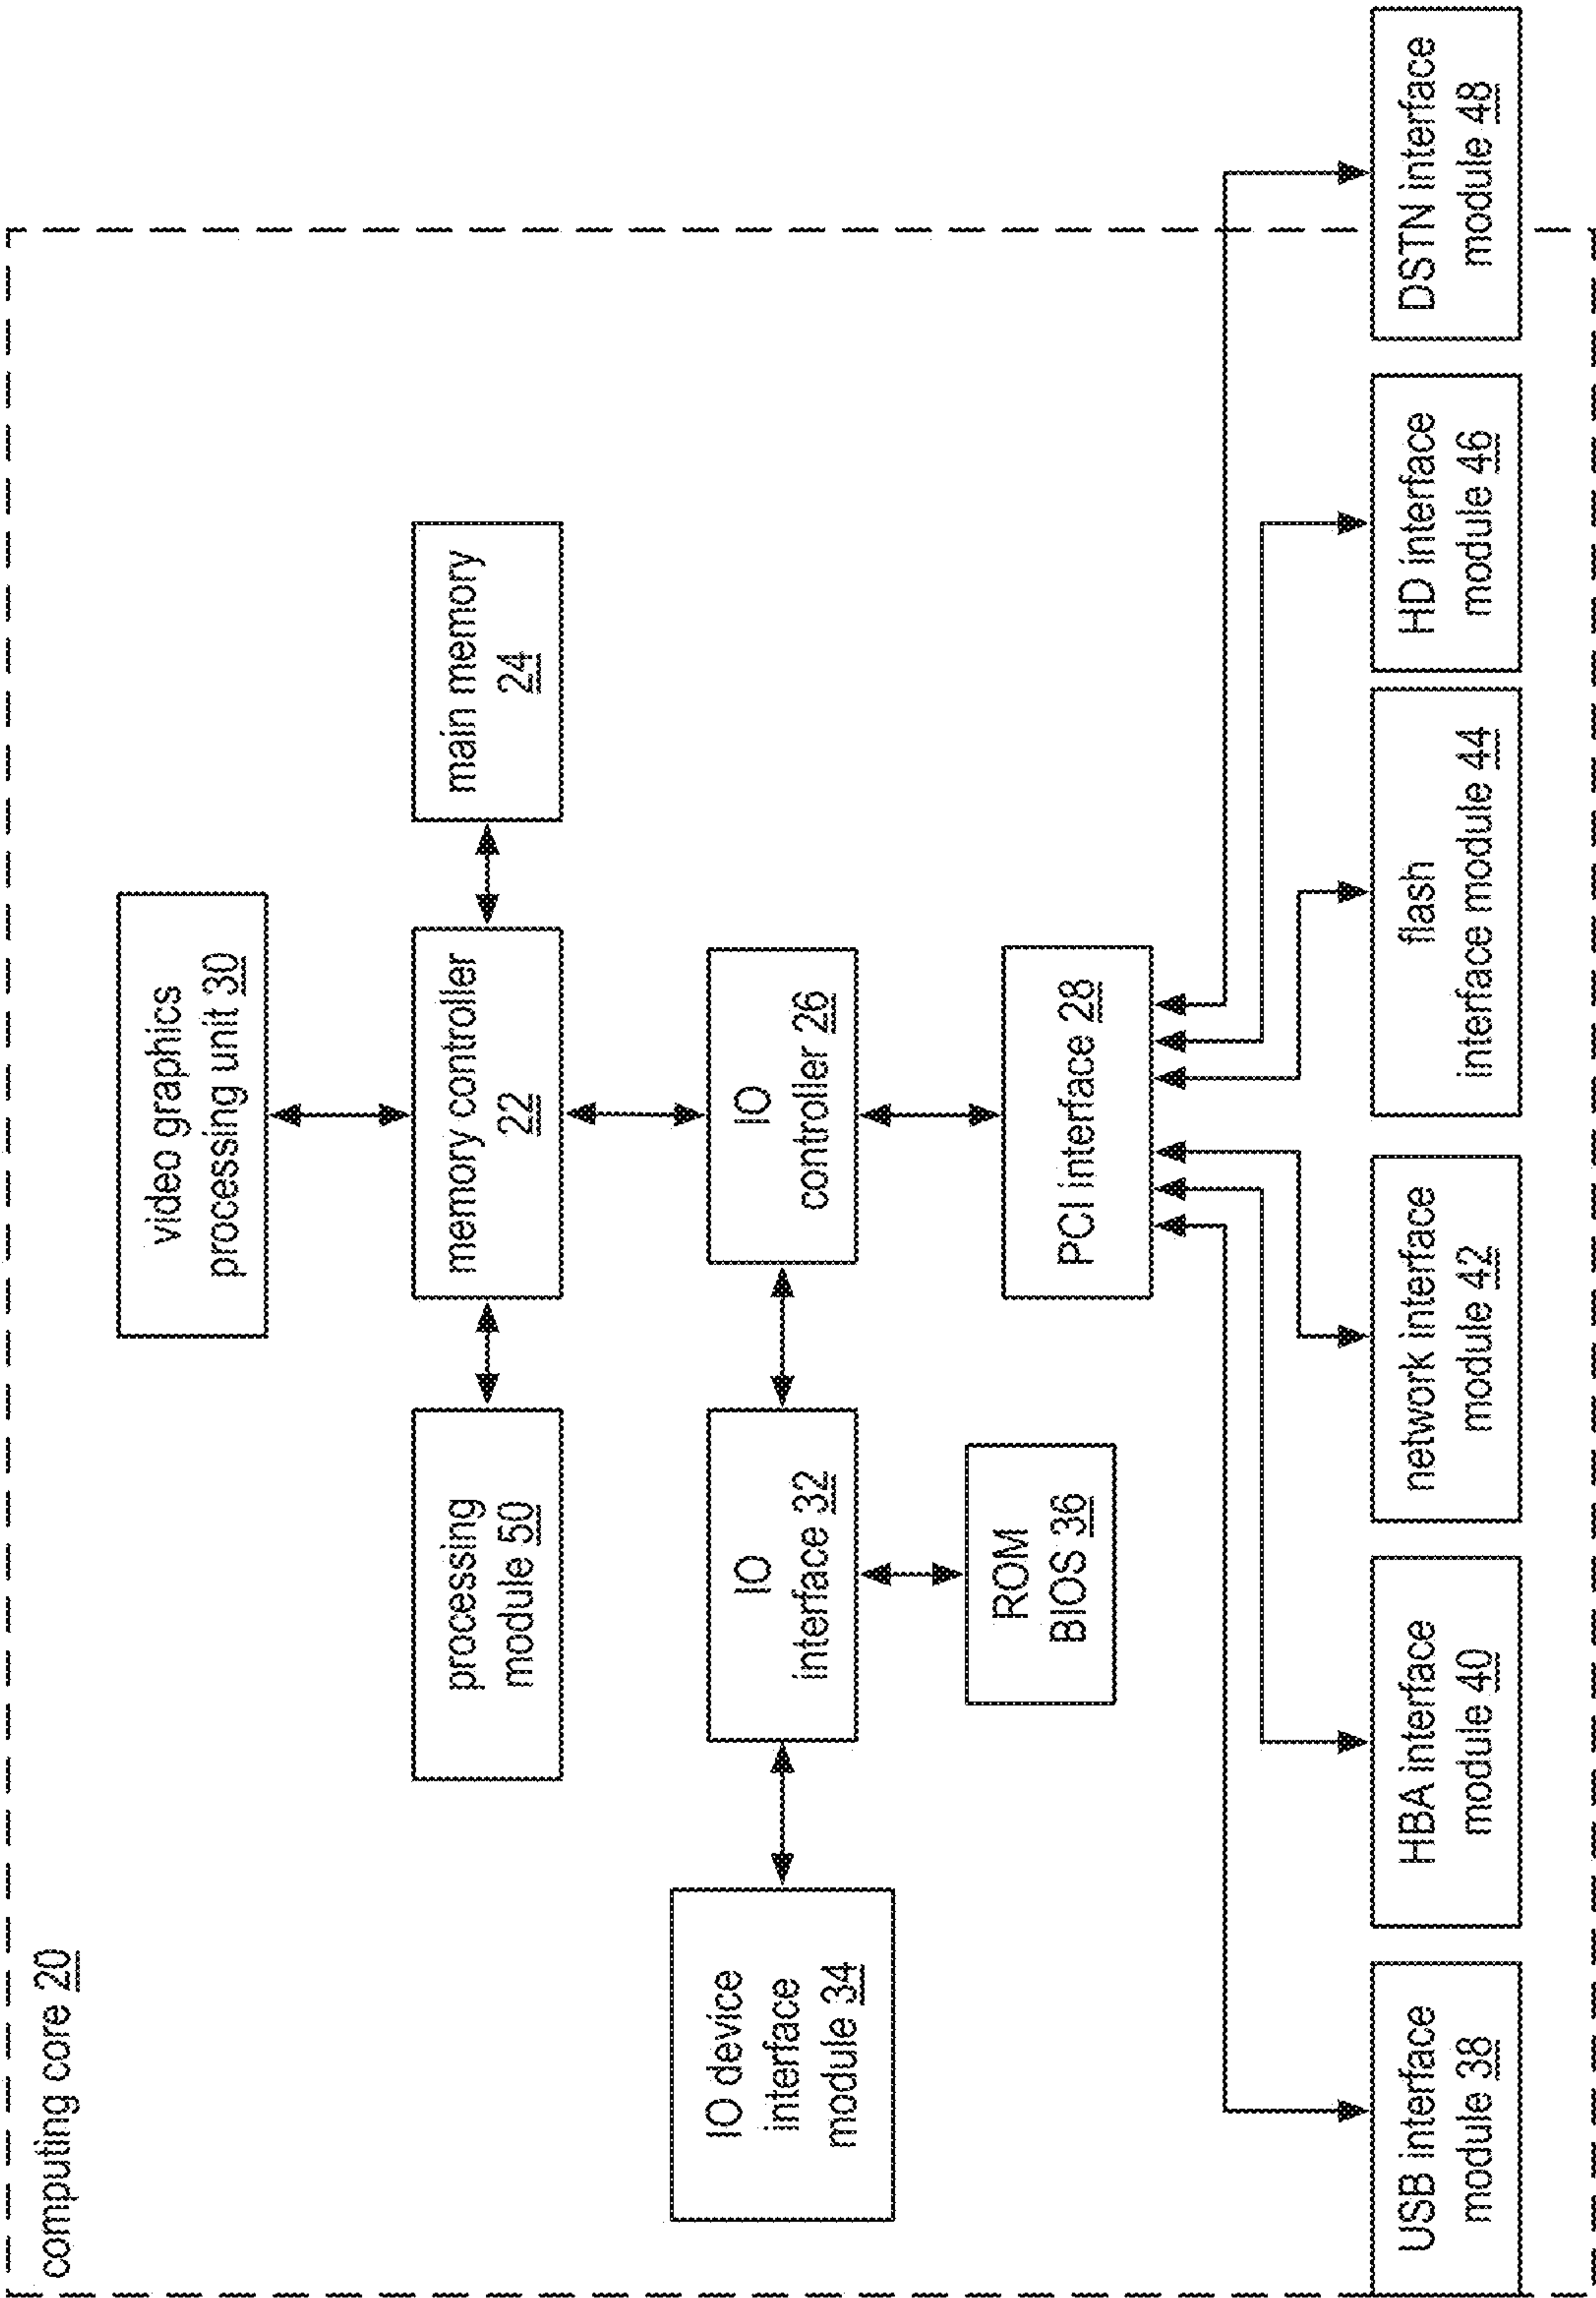 computing core 20
video graphics
processing unit 30
processing
module 50
memory controller
22
main memory
24
IO device
interface
module 34
IO
interface 32
IO
controller 26
ROM
BIOS 36
PCI interface 28
USB interface
module 38
HBA interface
module 40
network interface
module 42
flash
interface module 44
HD interface
module 46
DSTN interface
module 48